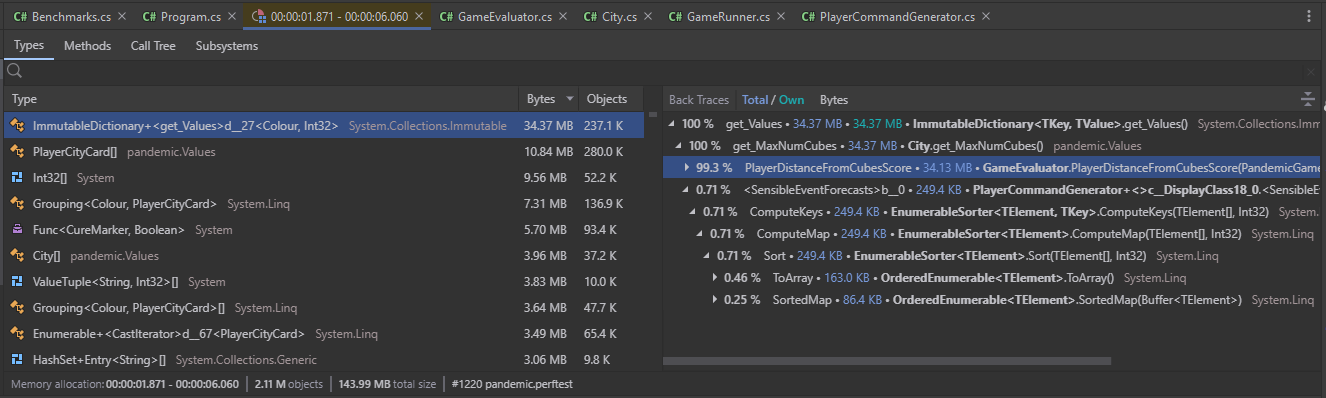 C# Benchmarks.cs × C# Program.cs × 00:00:01.871 - 00:00:06.060 × C# GameEvaluator.cs × C# City.cs × C# GameRunner.cs × C# PlayerCommandGenerator.cs ×
Types Methods Call Tree Subsystems
Type Bytes Objects
ImmutableDictionary+<get_Values>d__27<Colour, Int32> System.Collections.Immutable 34.37 MB 237.1 K
PlayerCityCard[] pandemic.Values 10.84 MB 280.0 K
Int32[] System 9.56 MB 52.2 K
Grouping<Colour, PlayerCityCard> System.Linq 7.31 MB 136.9 K
Func<CureMarker, Boolean> System 5.70 MB 93.4 K
City[] pandemic.Values 3.96 MB 37.2 K
ValueTuple<String, Int32>[] System 3.83 MB 10.0 K
Grouping<Colour, PlayerCityCard>[] System.Linq 3.64 MB 47.7 K
Enumerable+<CastIterator>d__67<PlayerCityCard> System.Linq 3.49 MB 65.4 K
HashSet+Entry<String>[] System.Collections.Generic 3.06 MB 9.8 K
Back Traces Total / Own Bytes
100 % get_Values • 34.37 MB • 34.37 MB • ImmutableDictionary<TKey, TValue>.get_Values() System.Collections.Imm
100 % get_MaxNumCubes • 34.37 MB • City.get_MaxNumCubes() pandemic.Values
99.3 % PlayerDistanceFromCubesScore • 34.13 MB • GameEvaluator.PlayerDistanceFromCubesScore(PandemicGame
0.71 % <SensibleEventForecasts>b__0 • 249.4 KB • PlayerCommandGenerator+<>c__DisplayClass18_0.<SensibleE
0.71 % ComputeKeys • 249.4 KB • EnumerableSorter<TElement, TKey>.ComputeKeys(TElement[], Int32) System.
0.71 % ComputeMap • 249.4 KB • EnumerableSorter<TElement>.ComputeMap(TElement[], Int32) System.Linq
0.71 % Sort • 249.4 KB • EnumerableSorter<TElement>.Sort(TElement[], Int32) System.Linq
0.46 % ToArray • 163.0 KB • OrderedEnumerable<TElement>.ToArray() System.Linq
0.25 % SortedMap • 86.4 KB • OrderedEnumerable<TElement>.SortedMap(Buffer<TElement>) System.Linq
Memory allocation: 00:00:01.871 - 00:00:06.060 2.11 M objects 143.99 MB total size #1220 pandemic.perftest